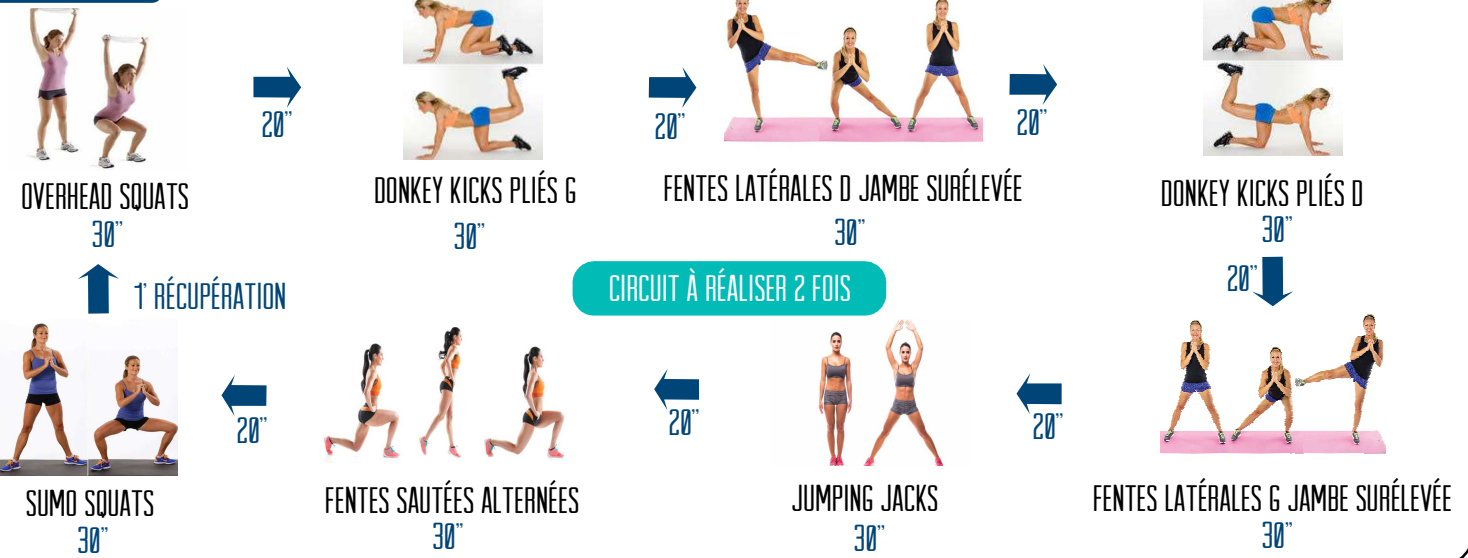 20”
20”
20”
OVERHEAD SQUATS
30”
DONKEY KICKS PLIÉS G
30”
FENTES LATÉRALES D JAMBE SURÉLEVÉE
30”
DONKEY KICKS PLIÉS D
30”
20”
1’ RÉCUPÉRATION
CIRCUIT À RÉALISER 2 FOIS
20”
20”
20”
SUMO SQUATS
30”
FENTES SAUTÉES ALTERNÉES
30”
JUMPING JACKS
30”
FENTES LATÉRALES G JAMBE SURÉLEVÉE
30”